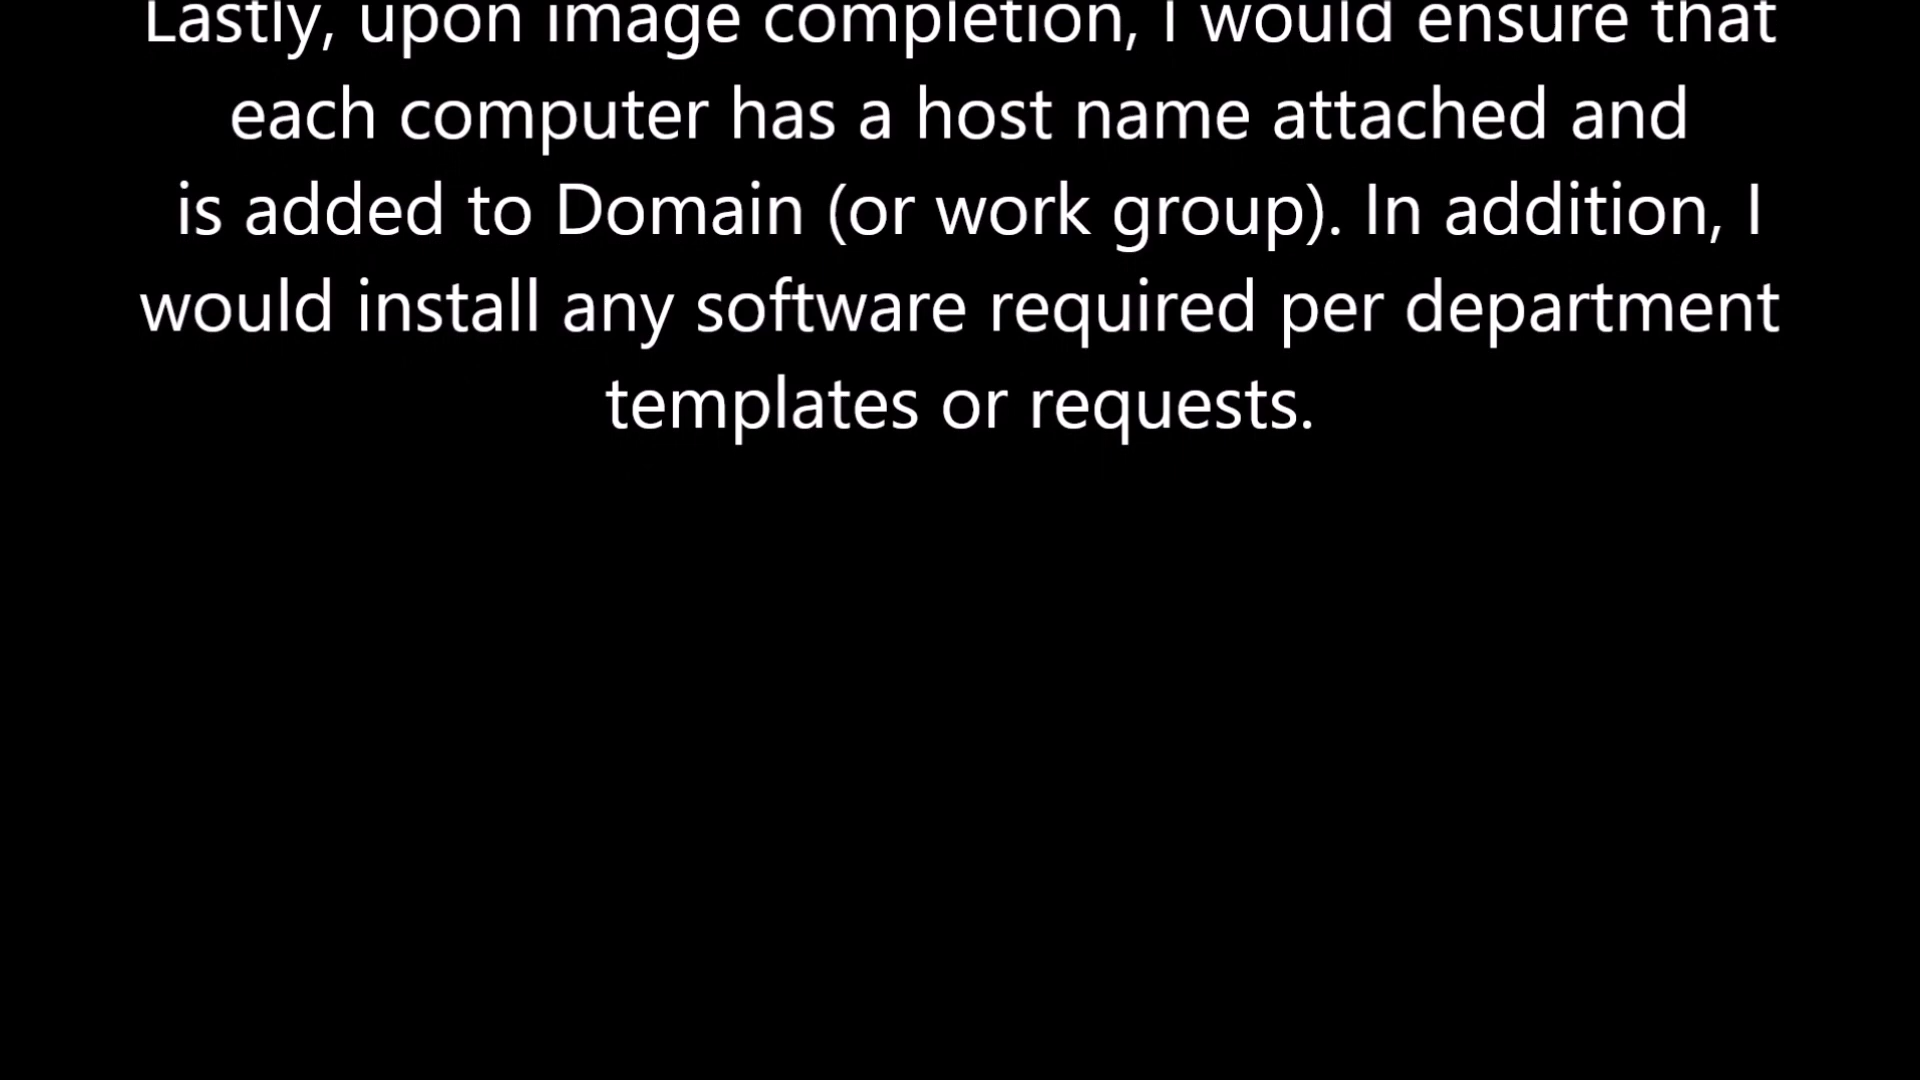 Lastly, upon image completion, I would ensure that
each computer has a host name attached and
is added to Domain (or work group). In addition, I
would install any software required per department
templates or requests.